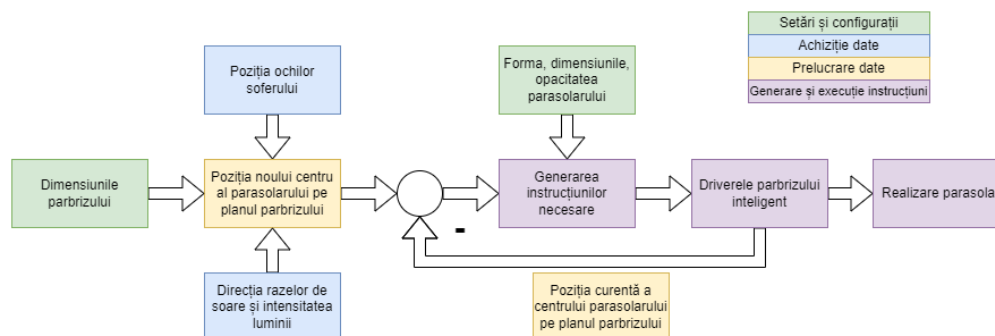 Setări și configurații
Achiziție date
Prelucrare date
Generare și execuție instrucțiuni
Poziția ochilor
soferului
Forma, dimensiunile,
opacitatea
parasolarului
Dimensiunile
parbrizului
Poziția noului centru
al parasolarului pe
planul parbrizului
Generarea
instrucțiunilor
necesare
Driverele parbrizului
inteligent
Realizare parasola
-
Direcția razelor de
soare și intensitatea
luminii
Poziția curentă a
centrului parasolarului
pe planul parbrizului